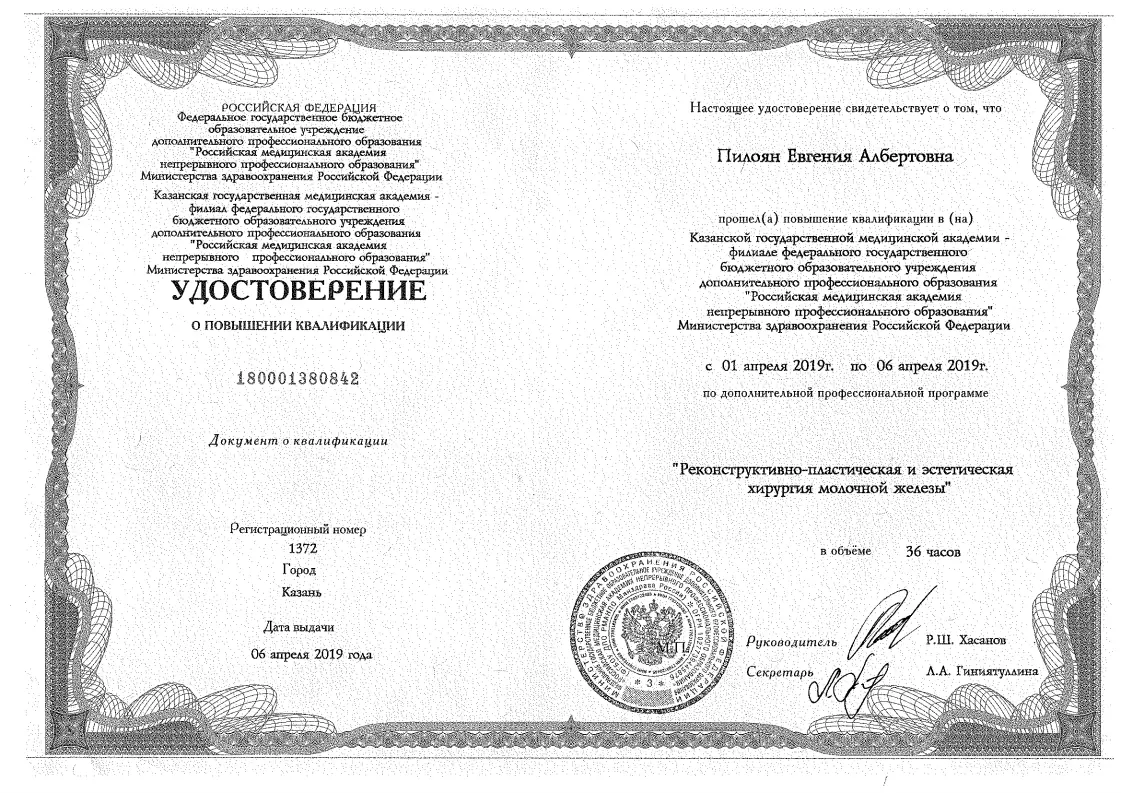 РОССИЙСКАЯ ФЕДЕРАЦИЯ
Федеральное государственное бюджетное
образовательное учреждение
дополнительного профессионального образования
"Российская медицинская академия
непрерывного профессионального образования"
Министерства здравоохранения Российской Федерации
Казанская государственная медицинская академия -
филиал федерального государственного
бюджетного образовательного учреждения
дополнительного профессионального образования
"Российская медицинская академия
непрерывного профессионального образования"
Министерства здравоохранения Российской Федерации
УДОСТОВЕРЕНИЕ
О ПОВЫШЕНИИ КВАЛИФИКАЦИИ
180001380842
Документ о квалификации
Регистрационный номер
1372
Город
Казань
Дата выдачи
06 апреля 2019 года
Настоящее удостоверение свидетельствует о том, что
Пилоян Евгения Албертовна
прошел(а) повышение квалификации в (на)
Казанской государственной медицинской академии -
филиале федерального государственного
бюджетного образовательного учреждения
дополнительного профессионального образования
"Российская медицинская академия
непрерывного профессионального образования"
Министерства здравоохранения Российской Федерации
с 01 апреля 2019г. по 06 апреля 2019г.
по дополнительной профессиональной программе
"Реконструктивно-пластическая и эстетическая
хирургия молочной железы"
в объёме 36 часов
МИНИСТЕРСТВО ЗДРАВООХРАНЕНИЯ РОССИЙСКОЙ ФЕДЕРАЦИИ
* 3 *
М.П.
Руководитель Р.Ш. Хасанов
Секретарь Л.А. Гиниятуллина